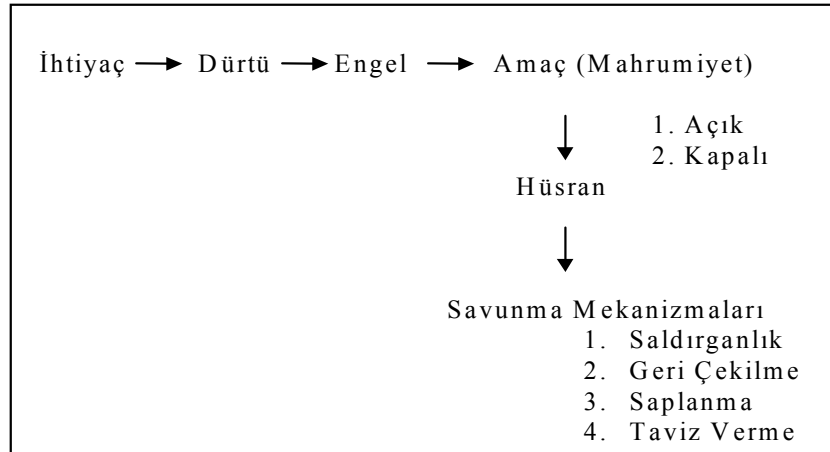 İhtiyaç Dürtü Engel Amaç (Mahrumiyet)
1. Açık
2. Kapalı
Hüsran
Savunma Mekanizmaları
1. Saldırganlık
2. Geri Çekilme
3. Saplanma
4. Taviz Verme